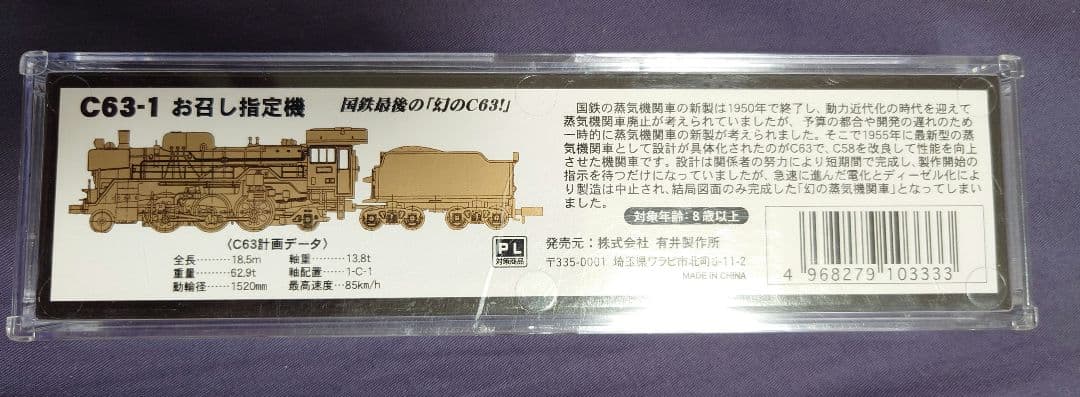 C63-1 お召し指定機
国鉄最後の「幻のC63!」
〈C63計画データ〉
全長………18.5m 軸重………13.8t
重量………62.9t 軸配置……1-C-1
動輪径……1520mm 最高速度…85km/h
国鉄の蒸気機関車の新製は1950年で終了し、動力近代化の時代を迎えて
蒸気機関車廃止が考えられていましたが、予算の都合や開発の遅れのため
一時的に蒸気機関車の新製が考えられました。そこで1955年に最新型の蒸
気機関車として設計が具体化されたのがC63で、C58を改良して性能を向上
させた機関車です。設計は関係者の努力により短期間で完成し、製作開始の
指示を待つだけになっていましたが、急速に進んだ電化とディーゼル化によ
り製造は中止され、結局図面のみ完成した「幻の蒸気機関車」となってしまい
ました。
対象年齢:8歳以上
PL
対策商品
発売元:株式会社 有井製作所
〒335-0001 埼玉県ワラビ市北町3-11-2
MADE IN CHINA
4 968279 103333